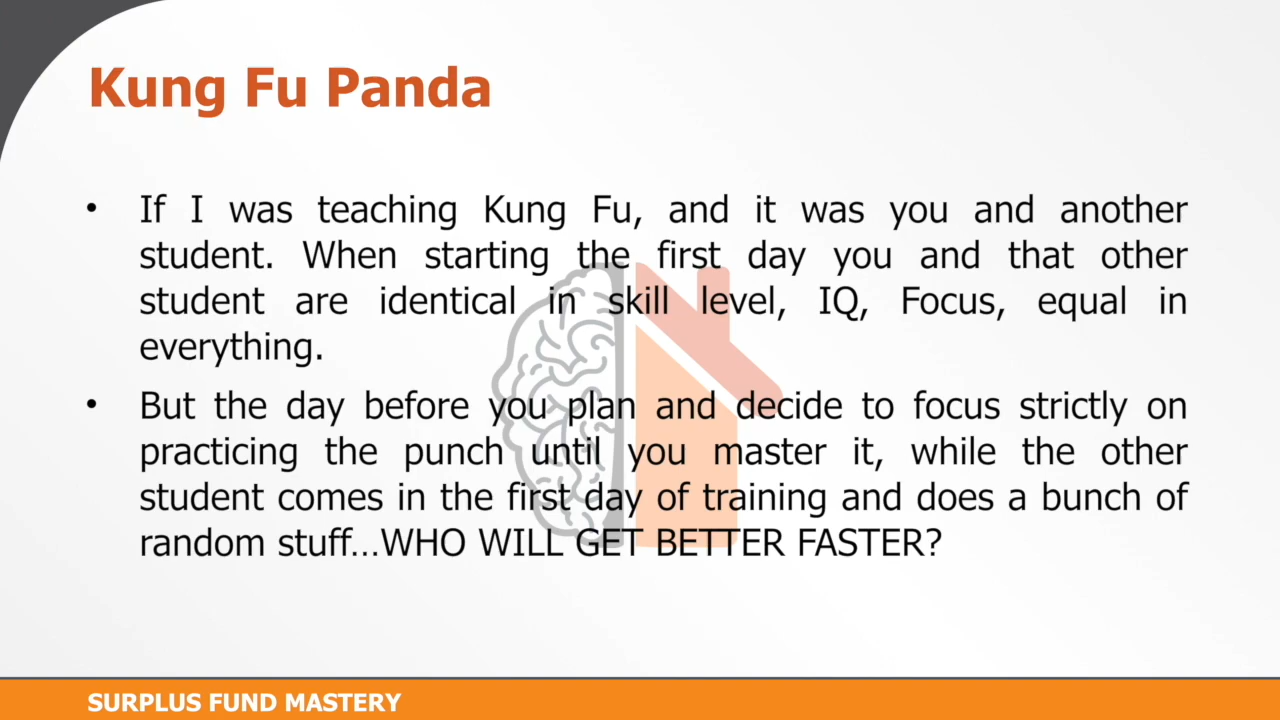 Kung Fu Panda
• If I was teaching Kung Fu, and it was you and another
student. When starting the first day you and that other
student are identical in skill level, IQ, Focus, equal in
everything.
• But the day before you plan and decide to focus strictly on
practicing the punch until you master it, while the other
student comes in the first day of training and does a bunch of
random stuff...WHO WILL GET BETTER FASTER?
SURPLUS FUND MASTERY